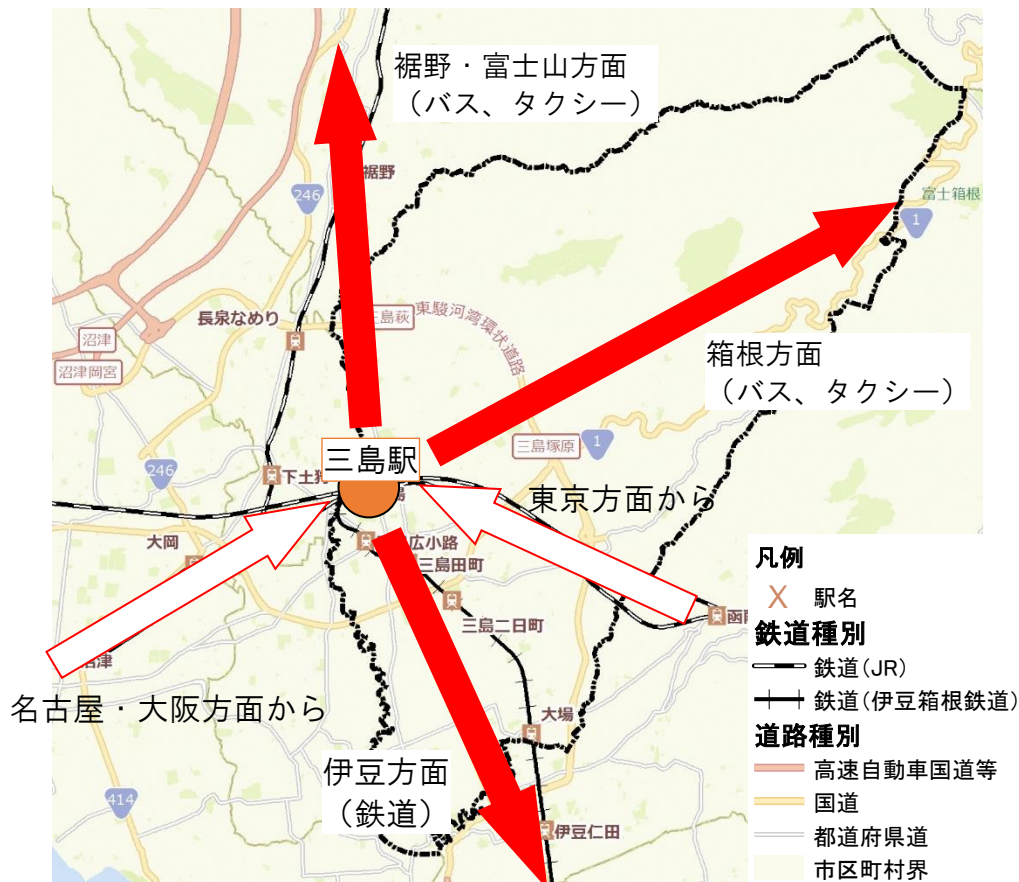 裾野・富士山方面
（バス、タクシー）
裾野
246
富士箱根
1
長泉なめり
三島萩
東駿河湾環状道路
沼津
沼津岡宮
箱根方面
（バス、タクシー）
三島塚原
1
三島駅
下土狩
246
東京方面から
大岡
広小路
三島田町
三島二日町
函
沼津
名古屋・大阪方面から
大場
伊豆方面
（鉄道）
414
伊豆仁田
凡例
X 駅名
鉄道種別
鉄道(JR)
鉄道(伊豆箱根鉄道)
道路種別
高速自動車国道等
国道
都道府県道
市区町村界